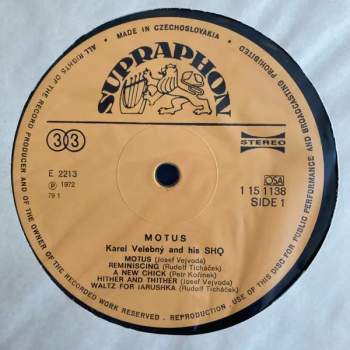 MADE IN CZECHOSLOVAKIA
ALL RIGHTS OF THE RECORD PRODUCER AND OF THE OWNER OF THE RECORDED WORK RESERVED. REPRODUCTION - USE OF THIS DISC FOR PUBLIC PERFORMANCE AND BROADCASTING PROHIBITED
SUPRAPHON
33
STEREO
E 2213
Ⓟ 1972
79 1
OSA
1 15 1138
SIDE 1
MOTUS
Karel Velebný and his SHQ
MOTUS (Josef Vejvoda)
REMINISCING (Rudolf Ticháček)
A NEW CHICK (Petr Kořínek)
HITHER AND THITHER (Josef Vejvoda)
WALTZ FOR IARUSHKA (Rudolf Ticháček)